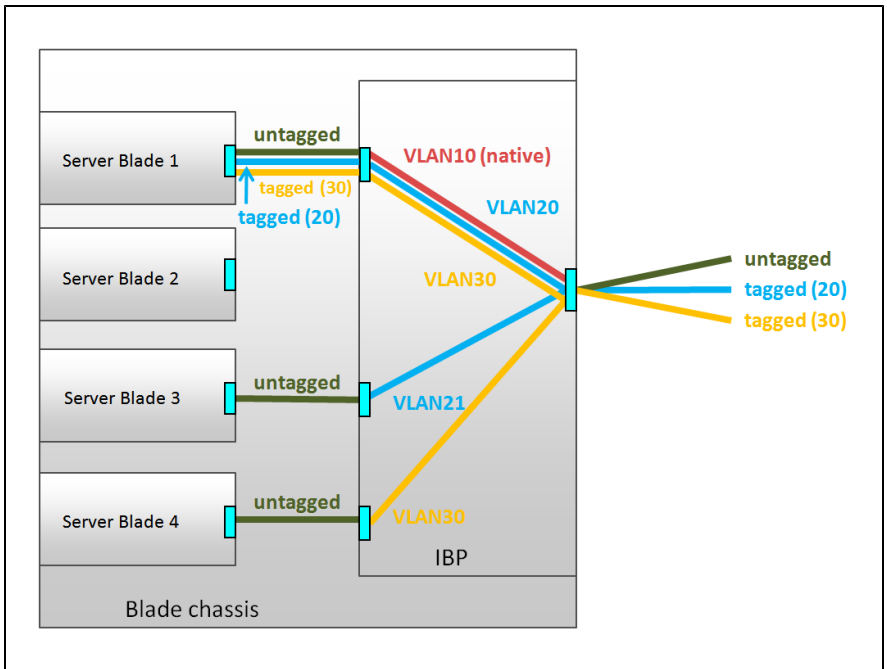 untagged
Server Blade 1
VLAN10 (native)
tagged (30)
tagged (20)
VLAN20
Server Blade 2
VLAN30
untagged
tagged (20)
tagged (30)
untagged
Server Blade 3
VLAN21
untagged
Server Blade 4
VLAN30
IBP
Blade chassis